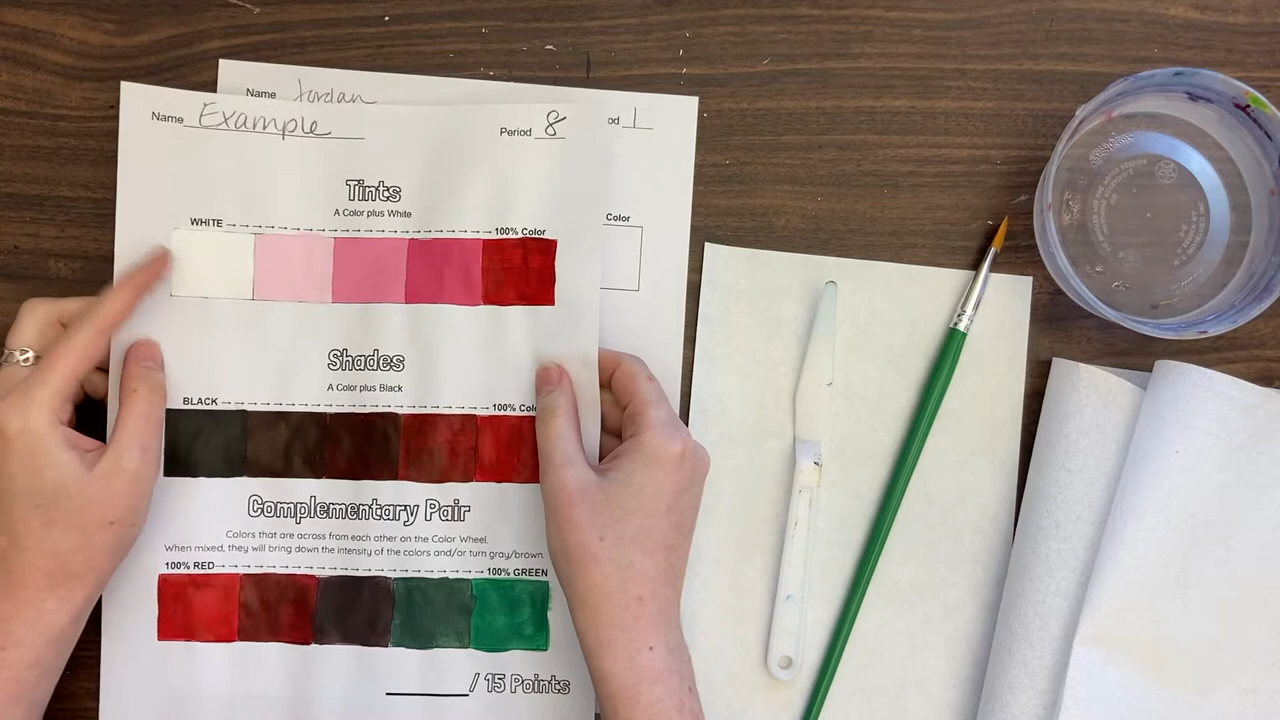 Name Jordan
od 1
Name Example
Period 8
Tints
A Color plus White
WHITE 100% Color
Color
Shades
A Color plus Black
BLACK 100% Colo
Complementary Pair
Colors that are across from each other on the Color Wheel.
When mixed, they will bring down the intensity of the colors and/or turn gray/brown.
100% RED 100% GREEN
/ 15 Points